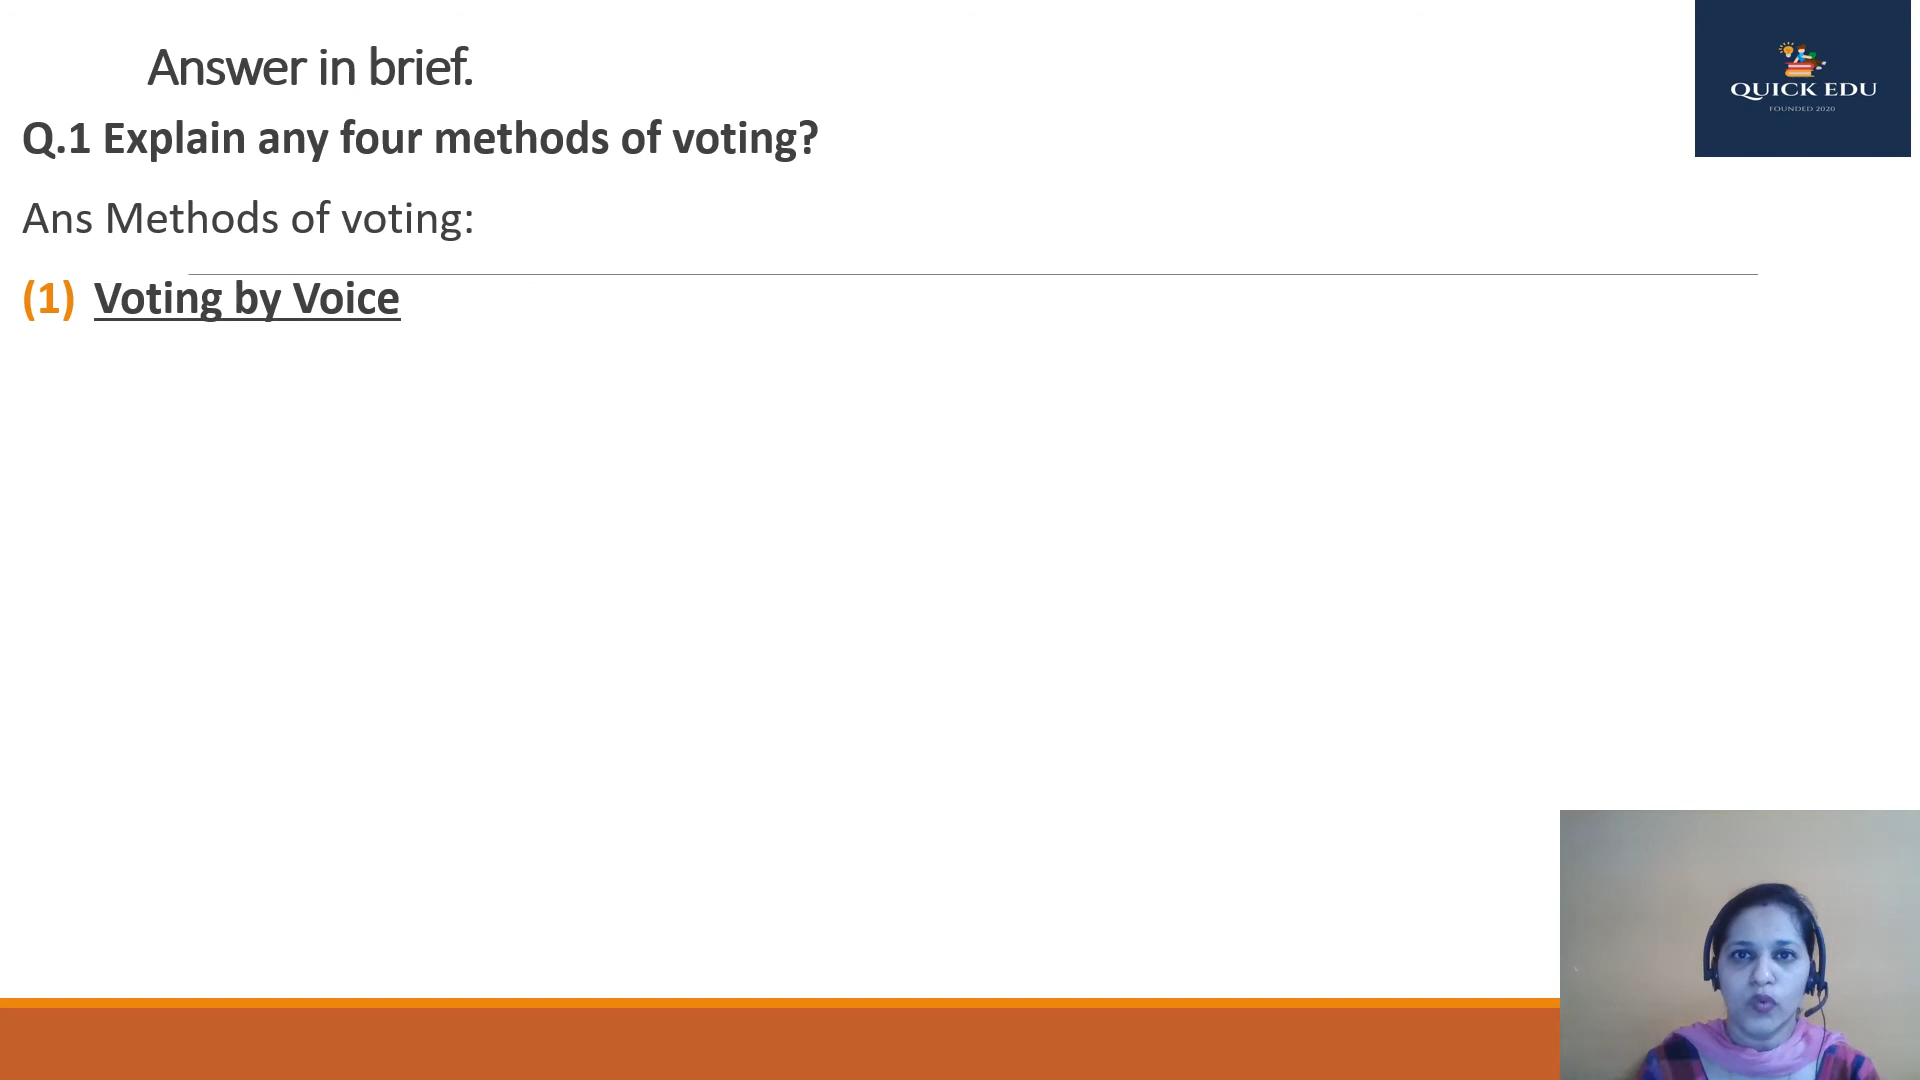 Answer in brief.
QUICK EDU
FOUNDED 2020
Q.1 Explain any four methods of voting?
Ans Methods of voting:
(1) Voting by Voice